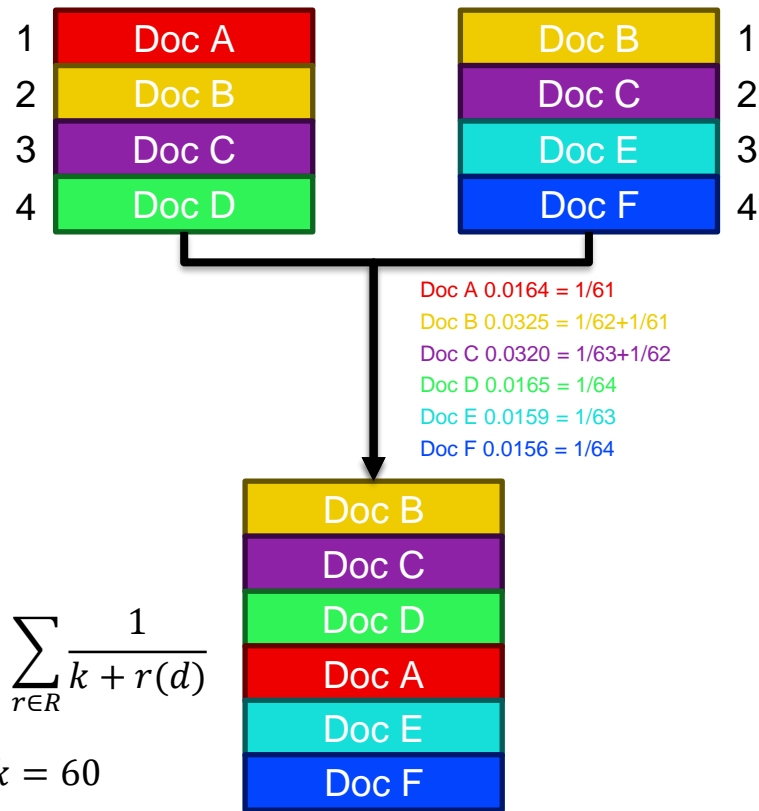 1 Doc A Doc B 1
2 Doc B Doc C 2
3 Doc C Doc E 3
4 Doc D Doc F 4
Doc A 0.0164 = 1/61
Doc B 0.0325 = 1/62+1/61
Doc C 0.0320 = 1/63+1/62
Doc D 0.0165 = 1/64
Doc E 0.0159 = 1/63
Doc F 0.0156 = 1/64
Doc B
Doc C
Doc D
Doc A
Doc E
Doc F
∑ r∈R 1/(k + r(d))
= 60